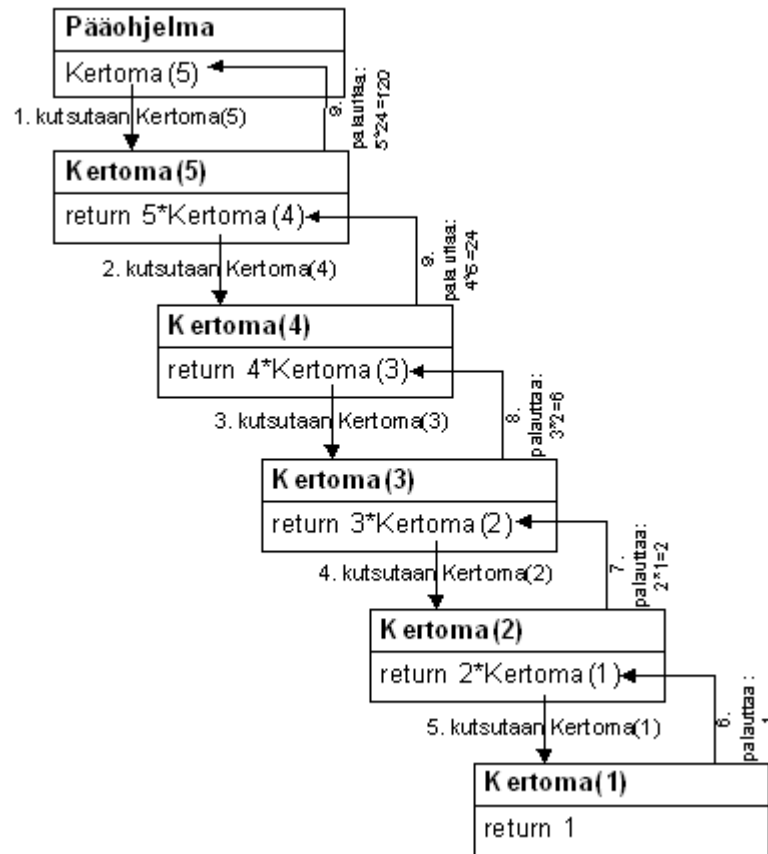 Pääohjelma
Kertoma(5)
1. kutsutaan Kertoma(5)
9.
palauttaa:
5*24=120
Kertoma(5)
return 5*Kertoma(4)
2. kutsutaan Kertoma(4)
9.
palauttaa:
4*6=24
Kertoma(4)
return 4*Kertoma(3)
3. kutsutaan Kertoma(3)
8.
palauttaa:
3*2=6
Kertoma(3)
return 3*Kertoma(2)
4. kutsutaan Kertoma(2)
7.
palauttaa:
2*1=2
Kertoma(2)
return 2*Kertoma(1)
5. kutsutaan Kertoma(1)
6.
palauttaa:
1
Kertoma(1)
return 1